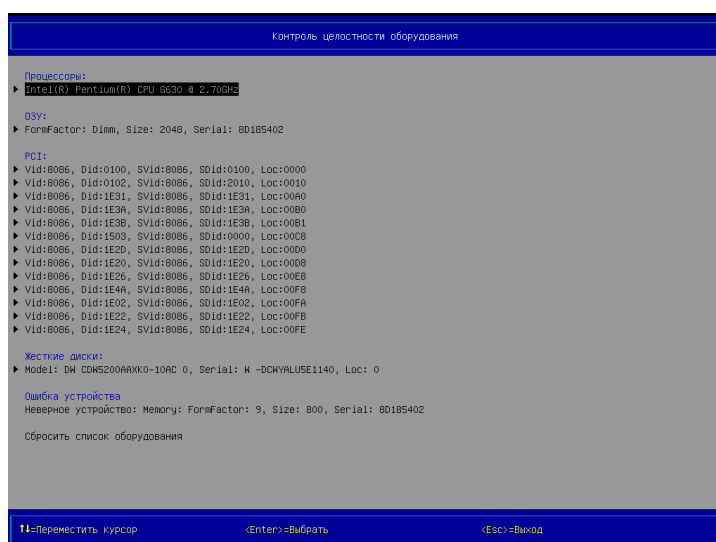 Контроль целостности оборудования
Процессоры:
Intel(R) Pentium(R) CPU G630 @ 2.70GHz
ОЗУ:
FormFactor: Dimm, Size: 2048, Serial: 8D185402
PCI:
Vid:8086, Did:0100, SVid:8086, SDid:0100, Loc:0000
Vid:8086, Did:0102, SVid:8086, SDid:2010, Loc:0010
Vid:8086, Did:1E31, SVid:8086, SDid:1E31, Loc:00A0
Vid:8086, Did:1E3A, SVid:8086, SDid:1E3A, Loc:00B0
Vid:8086, Did:1E3B, SVid:8086, SDid:1E3B, Loc:00B1
Vid:8086, Did:1503, SVid:8086, SDid:0000, Loc:00C8
Vid:8086, Did:1E2D, SVid:8086, SDid:1E2D, Loc:00D0
Vid:8086, Did:1E20, SVid:8086, SDid:1E20, Loc:00D8
Vid:8086, Did:1E26, SVid:8086, SDid:1E26, Loc:00E8
Vid:8086, Did:1E4A, SVid:8086, SDid:1E4A, Loc:00F8
Vid:8086, Did:1E02, SVid:8086, SDid:1E02, Loc:00FA
Vid:8086, Did:1E22, SVid:8086, SDid:1E22, Loc:00FB
Vid:8086, Did:1E24, SVid:8086, SDid:1E24, Loc:00FE
Жесткие диски:
Model: DW CDW5200AAXK0-10AC 0, Serial: W -DCWYALU5E1140, Loc: 0
Ошибка устройства
Неверное устройство: Memory: FormFactor: 9, Size: 800, Serial: 8D185402
Сбросить список оборудования
↑↓=Переместить курсор <Enter>=Выбрать <Esc>=Выход